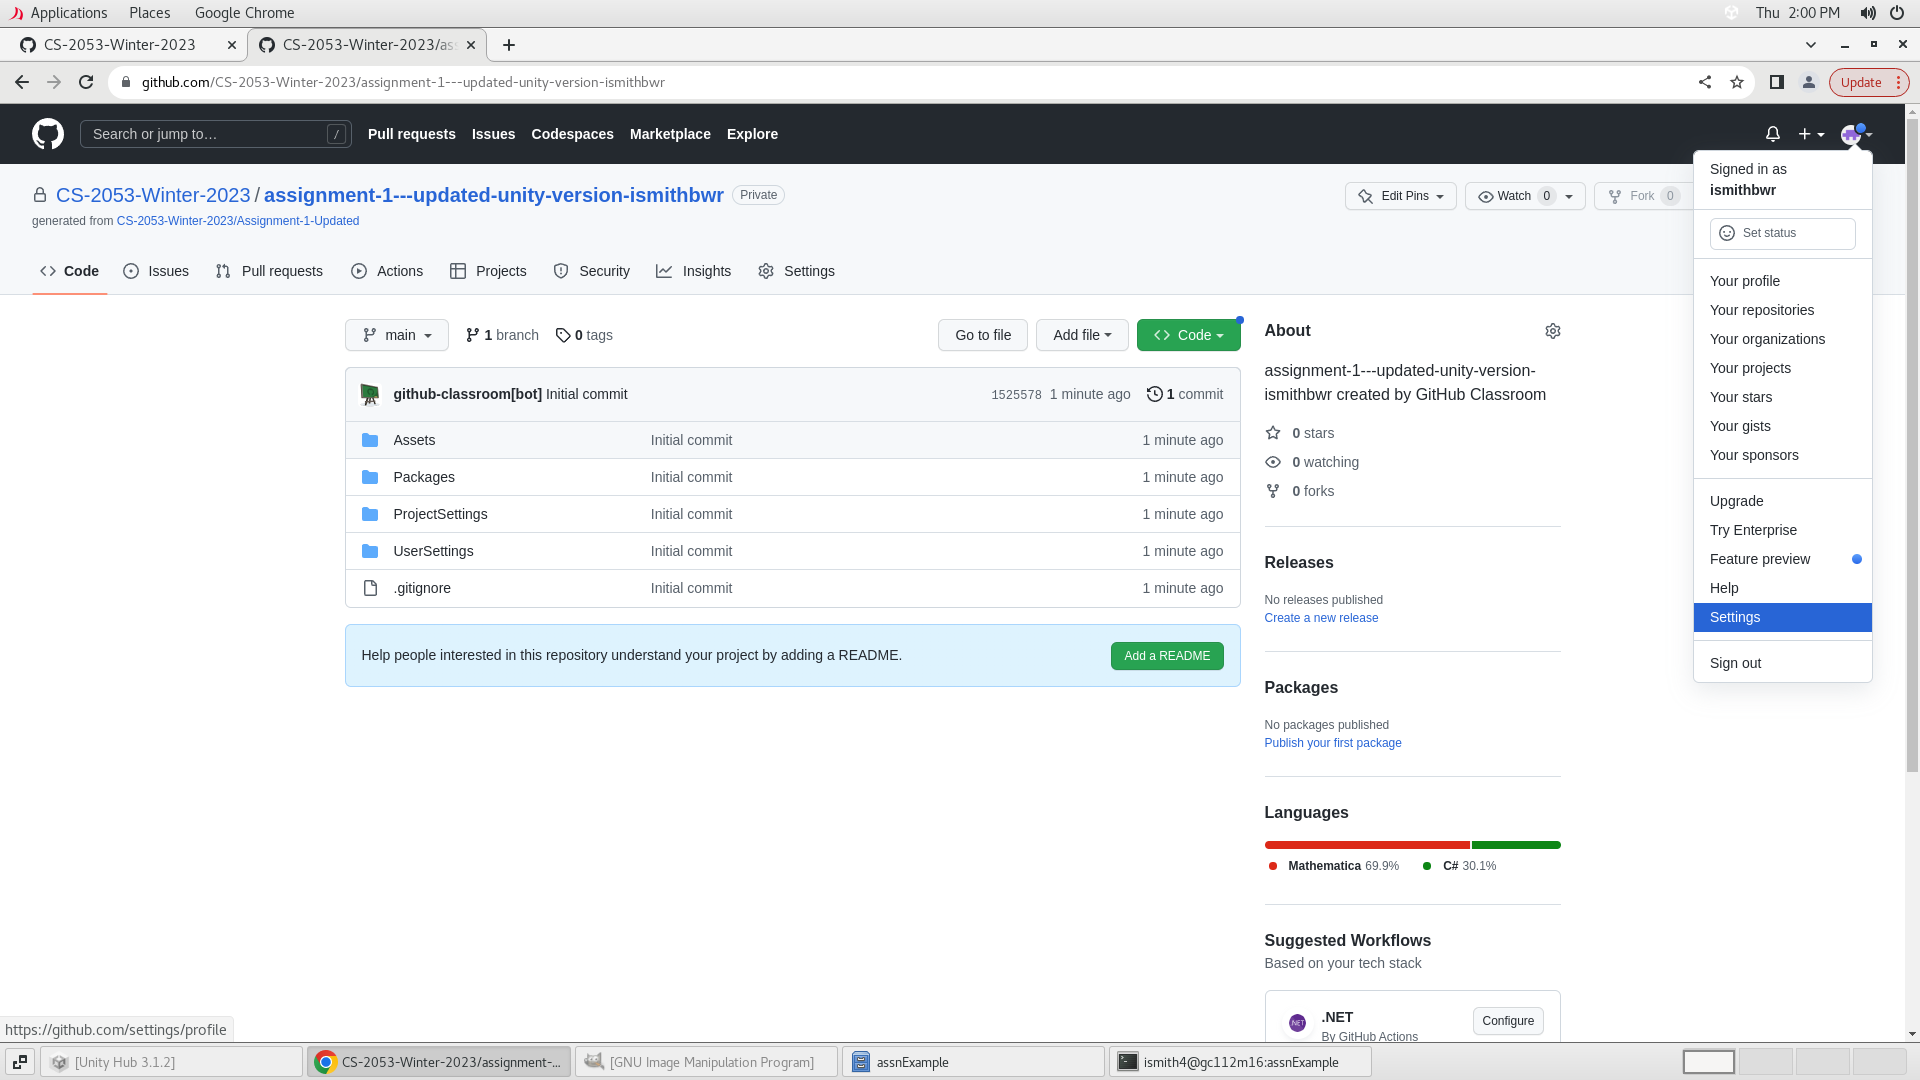 Applications Places Google Chrome Thu 2:00 PM
CS-2053-Winter-2023 CS-2053-Winter-2023/as
github.com/CS-2053-Winter-2023/assignment-1---updated-unity-version-ismithbwr Update
Search or jump to… / Pull requests Issues Codespaces Marketplace Explore
Signed in as
ismithbwr
Set status
Your profile
Your repositories
Your organizations
Your projects
Your stars
Your gists
Your sponsors
Upgrade
Try Enterprise
Feature preview
Help
Settings
Sign out
CS-2053-Winter-2023 / assignment-1---updated-unity-version-ismithbwr Private
Edit Pins Watch 0 Fork 0
generated from CS-2053-Winter-2023/Assignment-1-Updated
Code Issues Pull requests Actions Projects Security Insights Settings
main 1 branch 0 tags Go to file Add file Code
github-classroom[bot] Initial commit 1525578 1 minute ago 1 commit
Assets Initial commit 1 minute ago
Packages Initial commit 1 minute ago
ProjectSettings Initial commit 1 minute ago
UserSettings Initial commit 1 minute ago
.gitignore Initial commit 1 minute ago
Help people interested in this repository understand your project by adding a README. Add a README
About
assignment-1---updated-unity-version-
ismithbwr created by GitHub Classroom
0 stars
0 watching
0 forks
Releases
No releases published
Create a new release
Packages
No packages published
Publish your first package
Languages
Mathematica 69.9% C# 30.1%
Suggested Workflows
Based on your tech stack
.NET
.NET Configure
By GitHub Actions
https://github.com/settings/profile
[Unity Hub 3.1.2] CS-2053-Winter-2023/assignment-... [GNU Image Manipulation Program] assnExample ismith4@gc112m16:assnExample